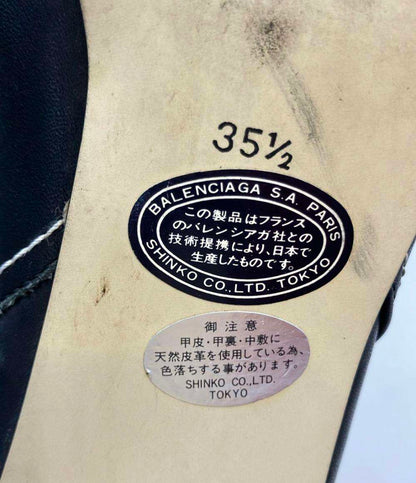 35½
BALENCIAGA S.A. PARIS
この製品はフランス
のバレンシアガ社との
技術提携により、日本で
生産したものです。
SHINKO CO.,LTD. TOKYO
御注意
甲皮・甲裏・中敷に
天然皮革を使用している為、
色落ちする事があります。
SHINKO CO.,LTD.
TOKYO